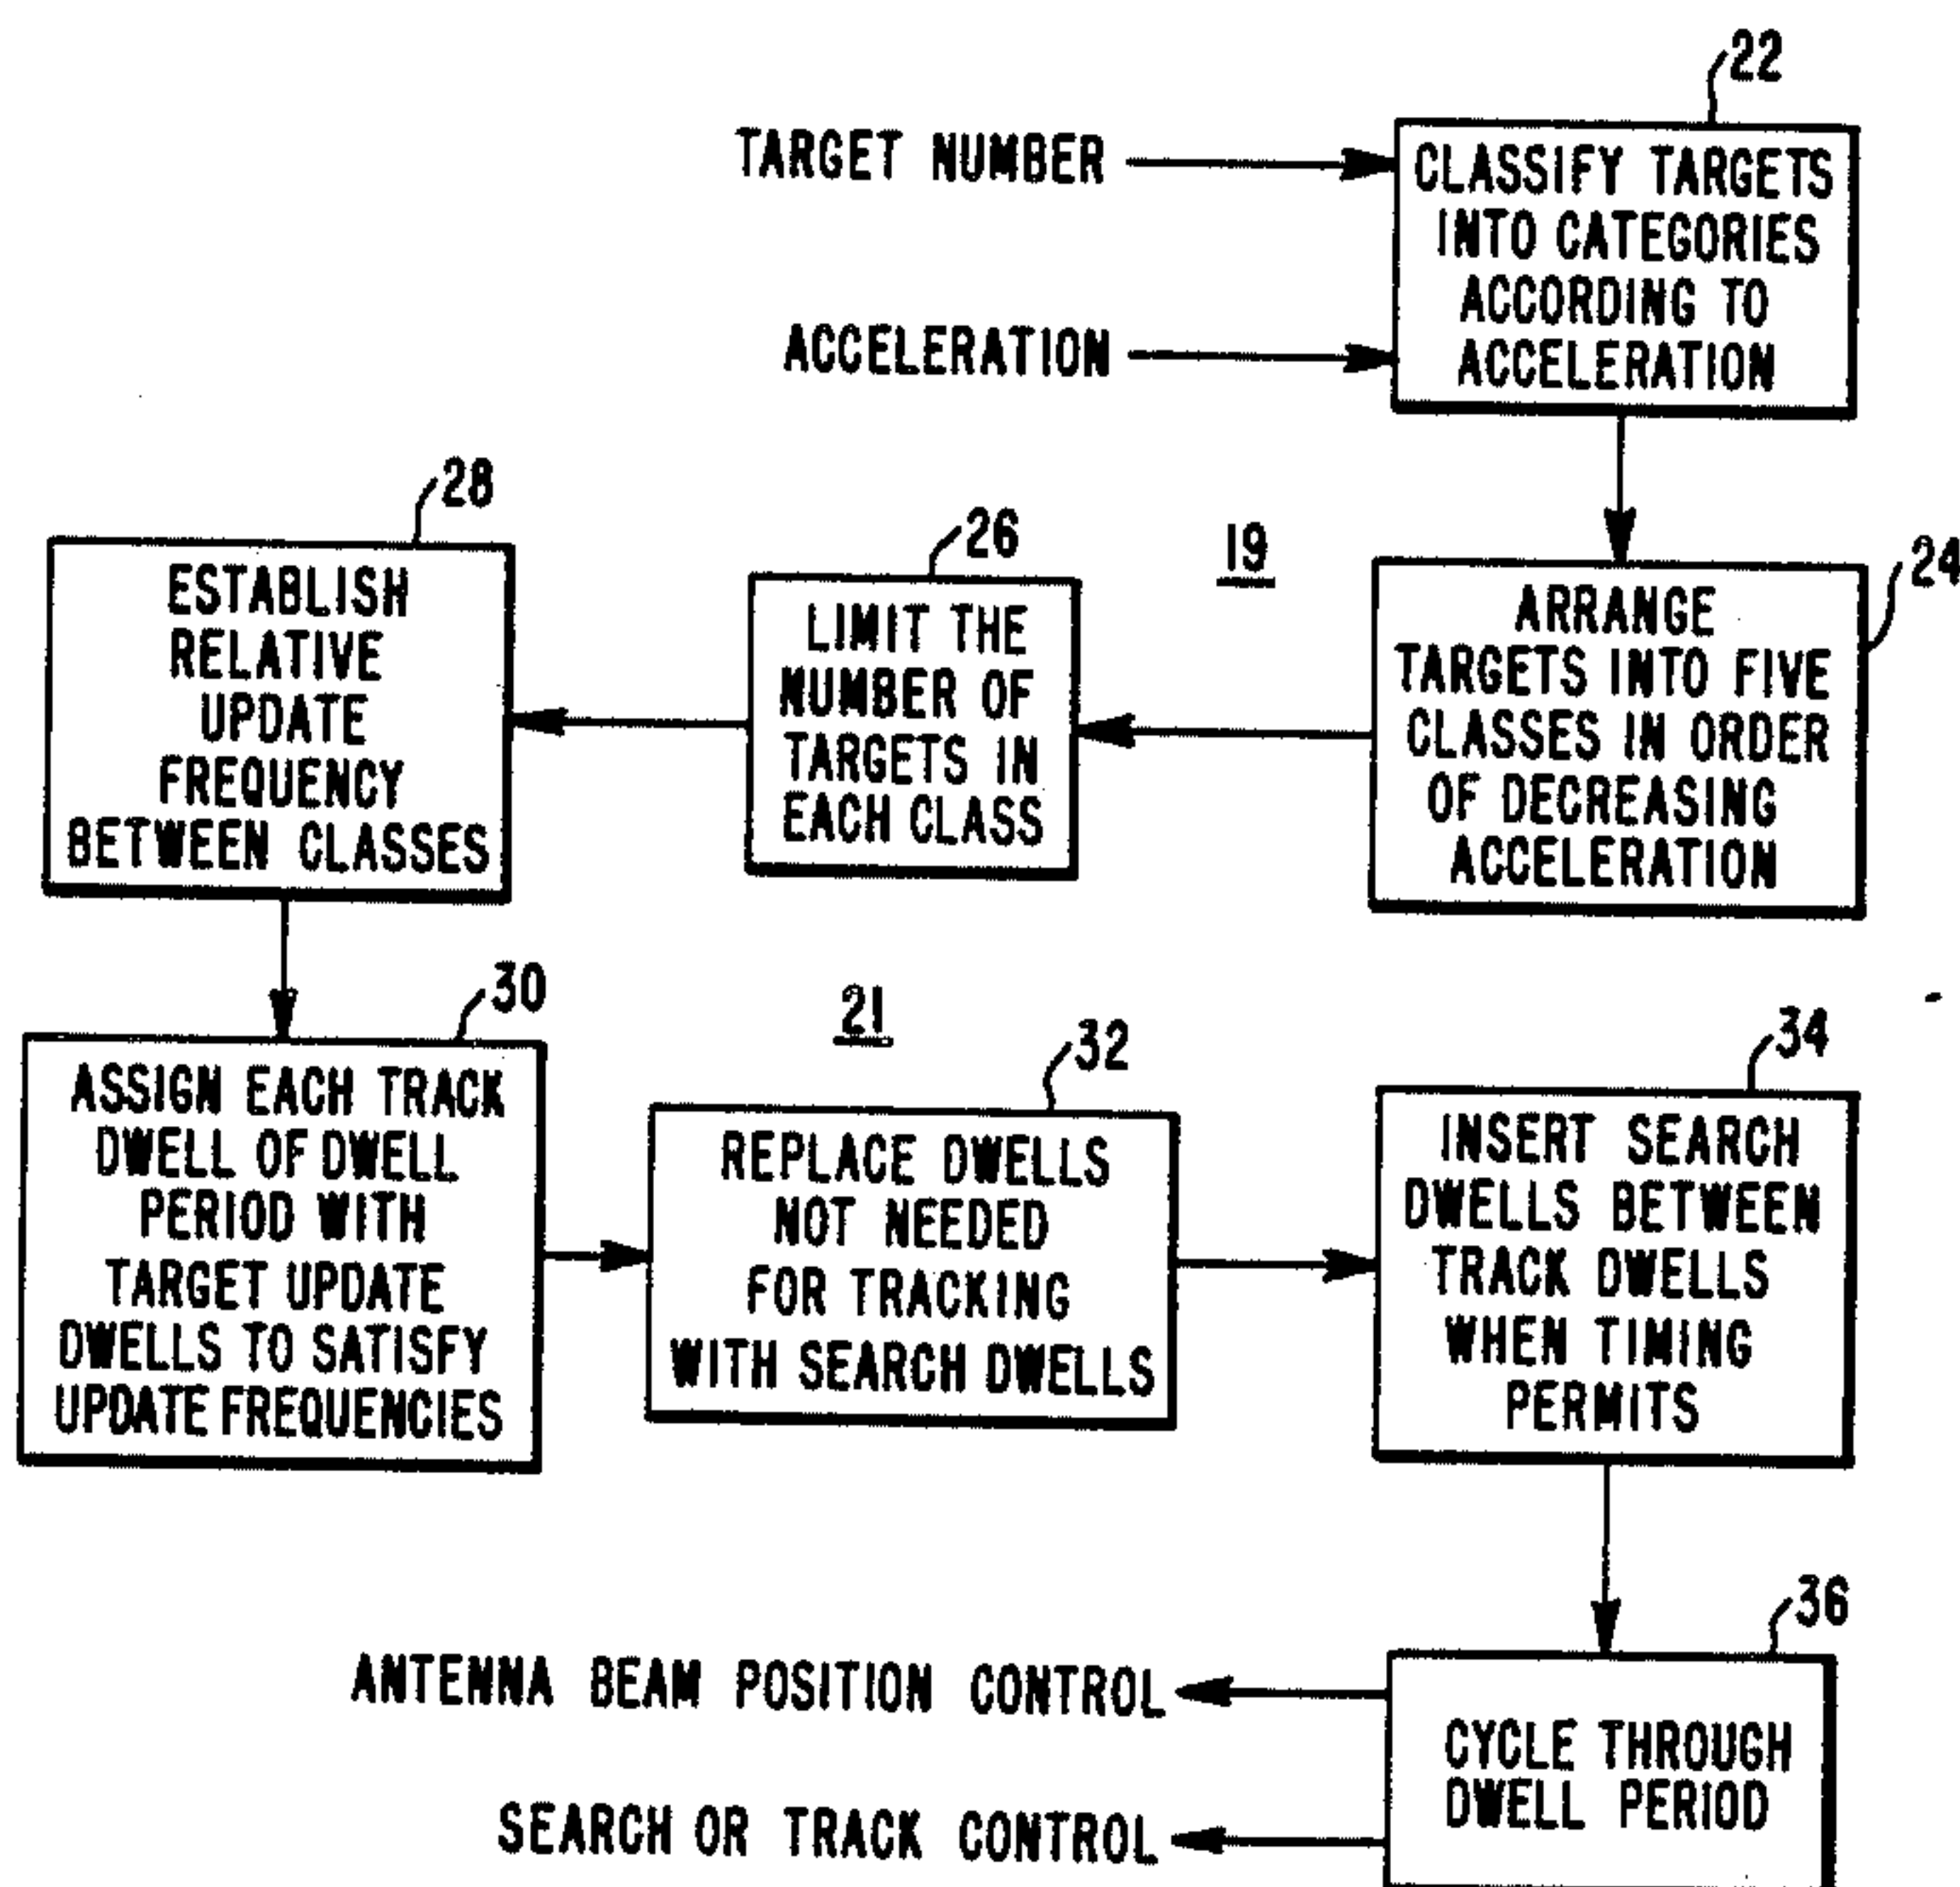 22
TARGET NUMBER
CLASSIFY TARGETS
INTO CATEGORIES
ACCORDING TO
ACCELERATION
ACCELERATION
28
26
19
24
ESTABLISH
RELATIVE
UPDATE
FREQUENCY
BETWEEN CLASSES
LIMIT THE
NUMBER OF
TARGETS IN
EACH CLASS
ARRANGE
TARGETS INTO FIVE
CLASSES IN ORDER
OF DECREASING
ACCELERATION
30
21
32
34
ASSIGN EACH TRACK
DWELL OF DWELL
PERIOD WITH
TARGET UPDATE
DWELLS TO SATISFY
UPDATE FREQUENCIES
REPLACE DWELLS
NOT NEEDED
FOR TRACKING
WITH SEARCH DWELLS
INSERT SEARCH
DWELLS BETWEEN
TRACK DWELLS
WHEN TIMING
PERMITS
36
ANTENNA BEAM POSITION CONTROL
SEARCH OR TRACK CONTROL
CYCLE THROUGH
DWELL PERIOD